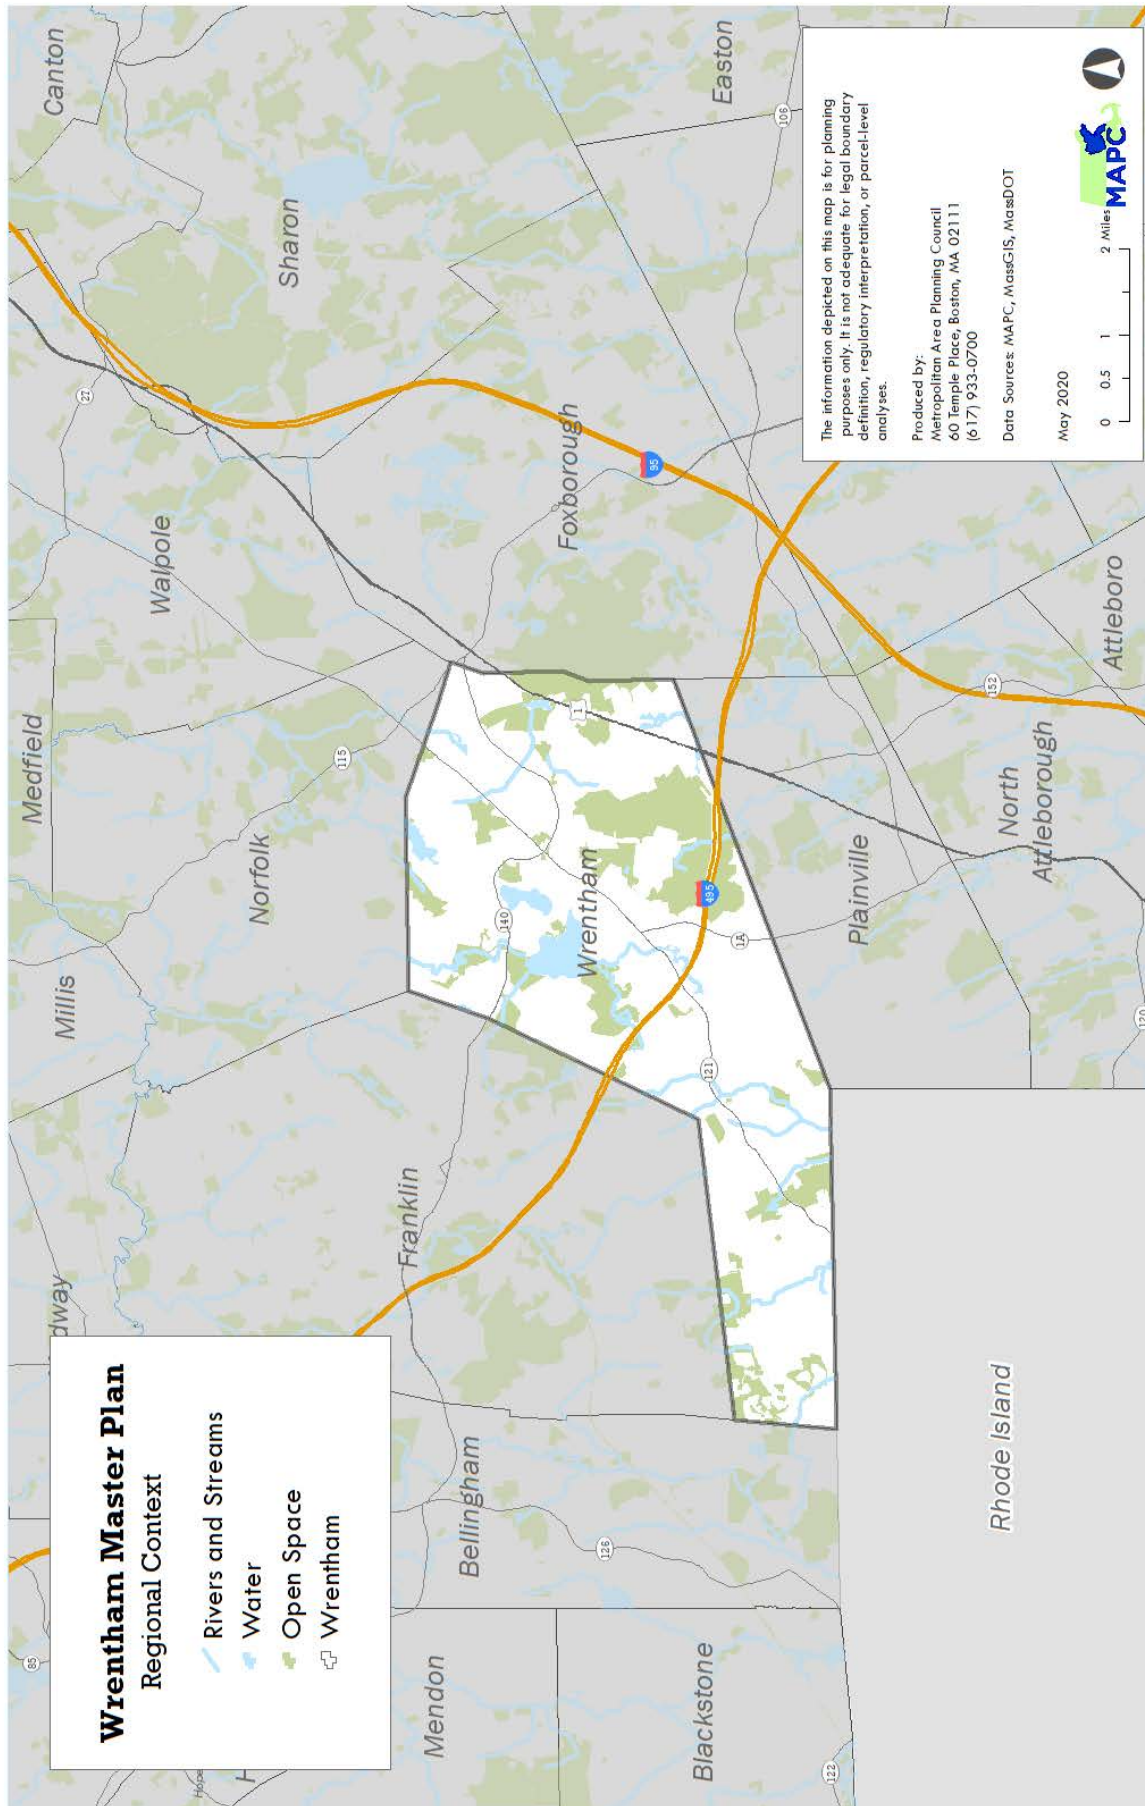 Wrentham Master Plan
Regional Context
Rivers and Streams
Water
Open Space
Wrentham
85
Hope
H
dway
Millis
Medfield
Canton
27
Walpole
Sharon
Norfolk
115
Franklin
Bellingham
Mendon
126
140
Wrentham
1
Foxborough
95
Easton
106
495
1A
121
Blackstone
122
Plainville
North
Attleborough
152
Attleboro
120
Rhode Island
The information depicted on this map is for planning
purposes only. It is not adequate for legal boundary
definition, regulatory interpretation, or parcel-level
analyses.
Produced by:
Metropolitan Area Planning Council
60 Temple Place, Boston, MA 02111
(617) 933-0700
Data Sources: MAPC, MassGIS, MassDOT
May 2020
0 0.5 1 2 Miles
MAPC